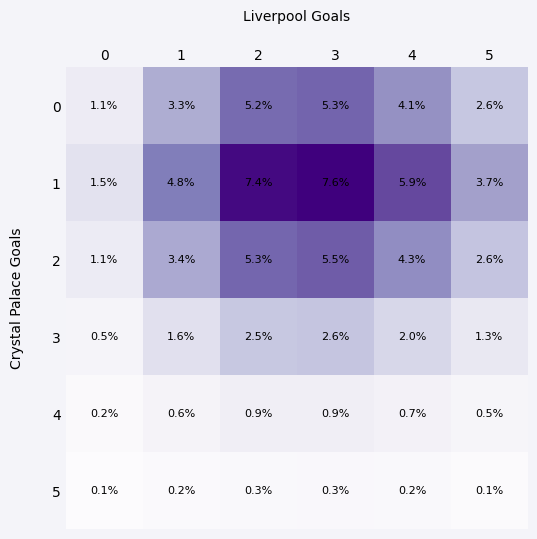 Liverpool Goals
0 1 2 3 4 5
0 1.1% 3.3% 5.2% 5.3% 4.1% 2.6%
1 1.5% 4.8% 7.4% 7.6% 5.9% 3.7%
2 1.1% 3.4% 5.3% 5.5% 4.3% 2.6%
3 0.5% 1.6% 2.5% 2.6% 2.0% 1.3%
4 0.2% 0.6% 0.9% 0.9% 0.7% 0.5%
5 0.1% 0.2% 0.3% 0.3% 0.2% 0.1%
Crystal Palace Goals